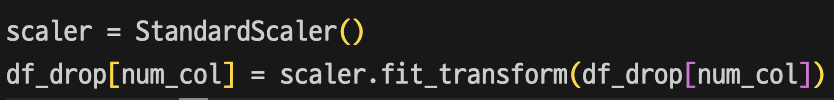 scaler = StandardScaler()
df_drop[num_col] = scaler.fit_transform(df_drop[num_col])